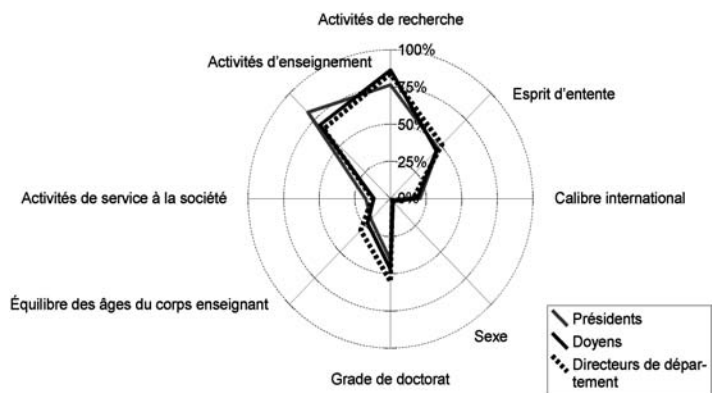 Activités de recherche
100%
Activités d'enseignement
75%
Esprit d'entente
50%
25%
Activités de service à la société
0%
Calibre international
Équilibre des âges du corps enseignant
Sexe
Grade de doctorat
Présidents
Doyens
Directeurs de dépar-
tement